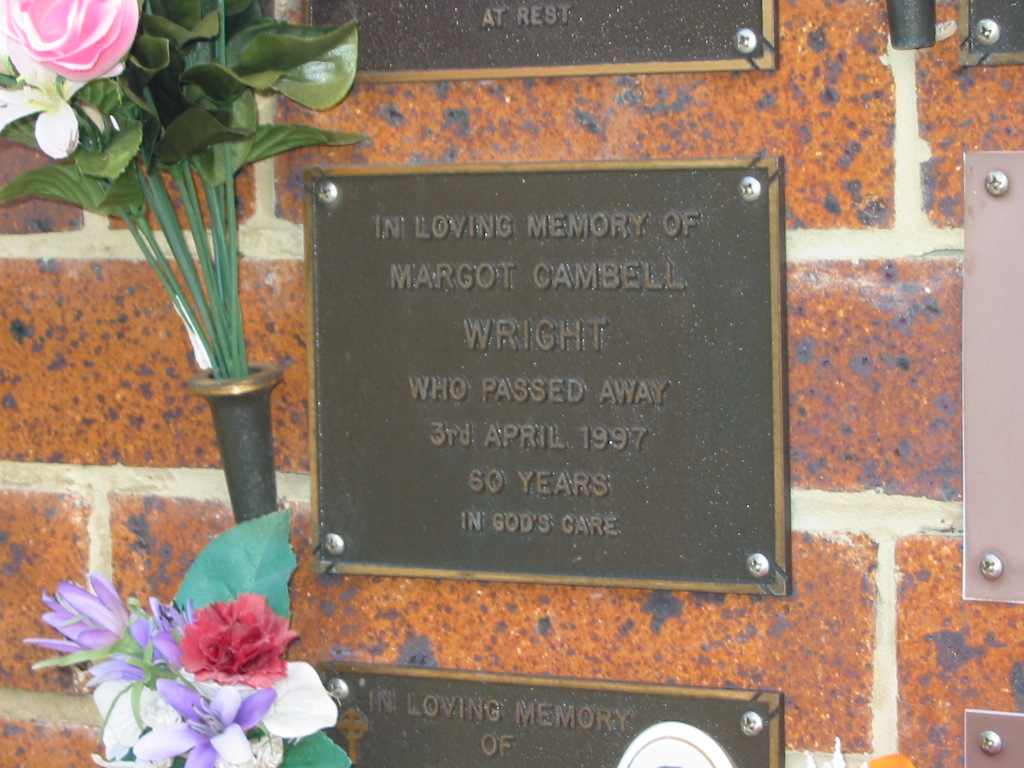 AT REST
IN LOVING MEMORY OF
MARGOT CAMBELL
WRIGHT
WHO PASSED AWAY
3rd APRIL 1997
60 YEARS
IN GOD'S CARE
IN LOVING MEMORY
OF